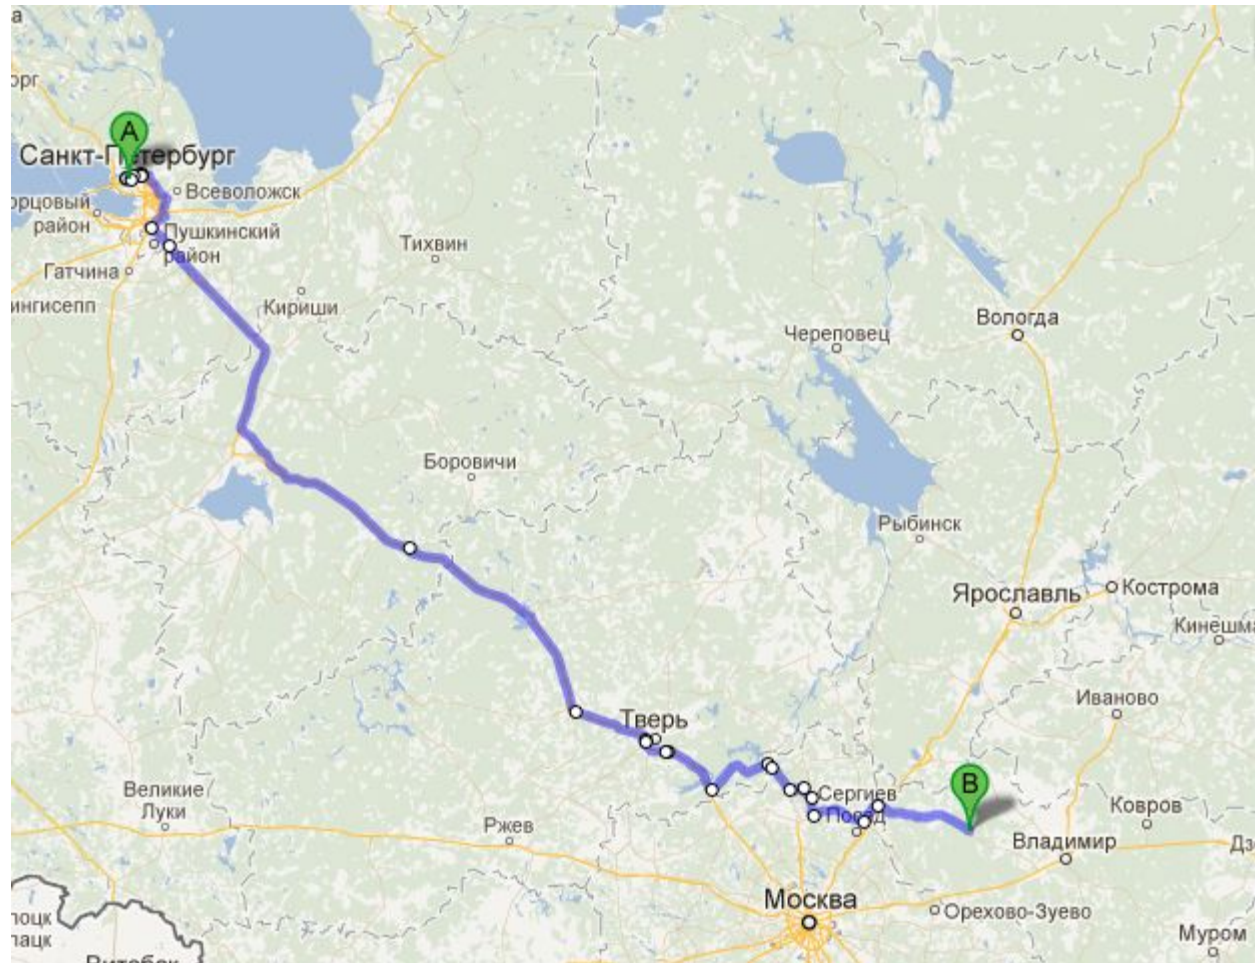 A
Санкт-Петербург
Всеволожск
район
Пушкинский
район
Гатчина
Тихвин
Кириши
Вологда
Череповец
Боровичи
Рыбинск
Ярославль
Кострома
Иваново
Тверь
B
Сергиев
Посад
Великие
Луки
Ржев
Ковров
Владимир
Москва
Орехово-Зуево
Муром